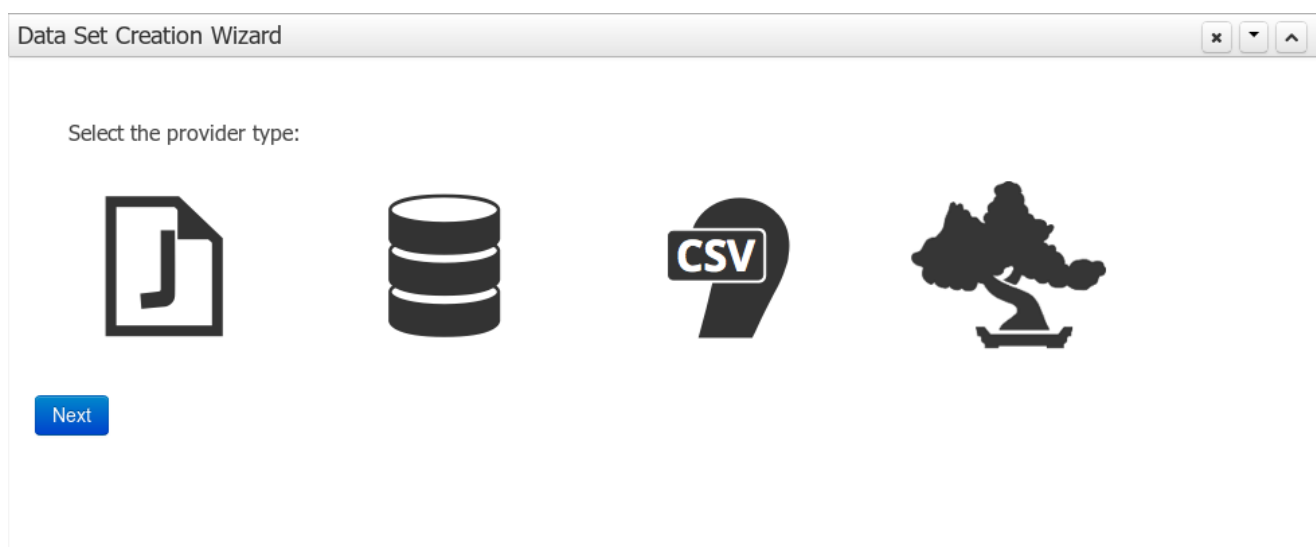 Data Set Creation Wizard
Select the provider type:
J
CSV
Next